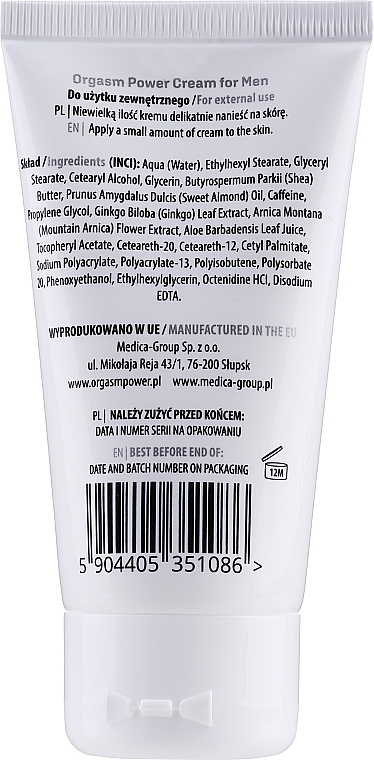 Orgasm Power Cream for Men
Do użytku zewnętrznego/For external use
PL | Niewielką ilość kremu delikatnie nanieść na skórę.
EN | Apply a small amount of cream to the skin.
Skład/Ingredients (INCI): Aqua (Water), Ethylhexyl Stearate, Glyceryl
Stearate, Cetearyl Alcohol, Glycerin, Butyrospermum Parkii (Shea)
Butter, Prunus Amygdalus Dulcis (Sweet Almond) Oil, Caffeine,
Propylene Glycol, Ginkgo Biloba (Ginkgo) Leaf Extract, Arnica Montana
(Mountain Arnica) Flower Extract, Aloe Barbadensis Leaf Juice,
Tocopheryl Acetate, Ceteareth-20, Ceteareth-12, Cetyl Palmitate,
Sodium Polyacrylate, Polyacrylate-13, Polyisobutene, Polysorbate
20, Phenoxyethanol, Ethylhexylglycerin, Octenidine HCl, Disodium
EDTA.
WYPRODUKOWANO W UE / MANUFACTURED IN THE EU
Medica-Group Sp. z o.o.
ul. Mikołaja Reja 43/1, 76-200 Słupsk
www.orgasmpower.pl, www.medica-group.pl
PL | NALEŻY ZUŻYĆ PRZED KOŃCEM:
DATA I NUMER SERII NA OPAKOWANIU
EN | BEST BEFORE END OF:
DATE AND BATCH NUMBER ON PACKAGING
12M
5 904405 351086 >